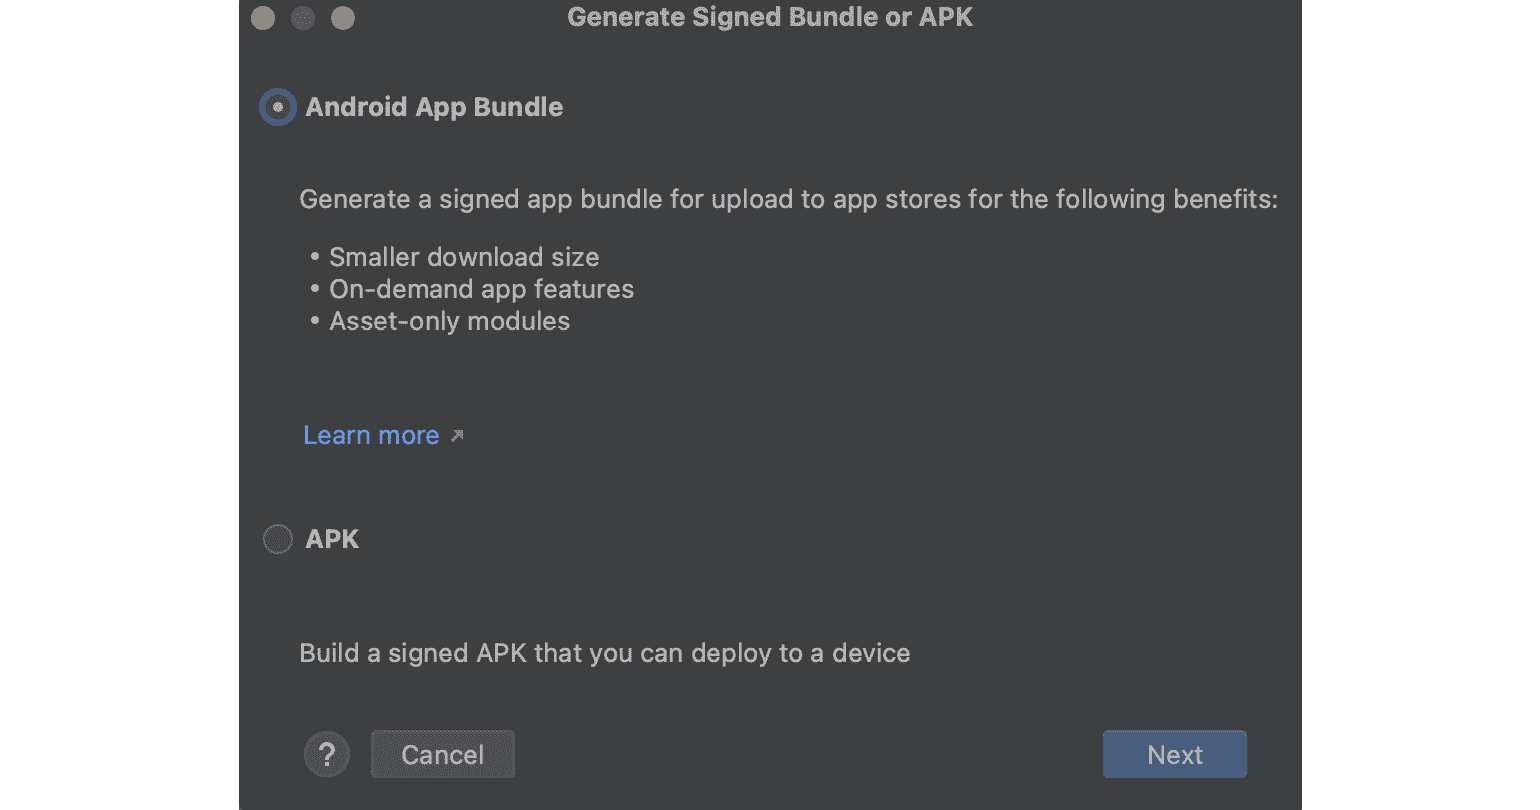 Generate Signed Bundle or APK
Android App Bundle
Generate a signed app bundle for upload to app stores for the following benefits:
• Smaller download size
• On-demand app features
• Asset-only modules
Learn more ↗
APK
Build a signed APK that you can deploy to a device
? Cancel Next